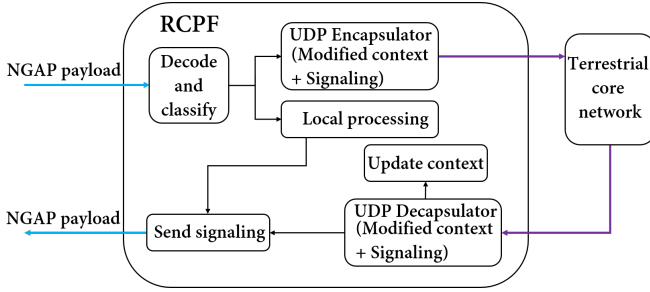 RCPF
NGAP payload
Decode
and
classify
UDP Encapsulator
(Modified context
+ Signaling)
Local processing
Terrestrial
core
network
Update context
NGAP payload
Send signaling
UDP Decapsulator
(Modified context
+ Signaling)